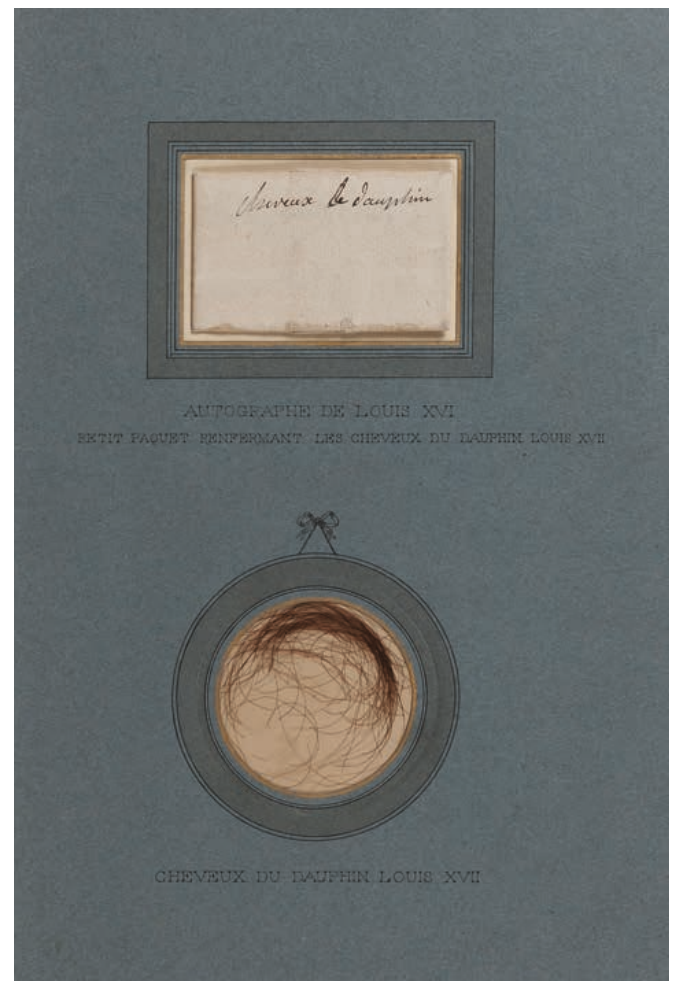 cheveux de dauphin
AUTOGRAPHE DE LOUIS XVI
PETIT PAQUET RENFERMANT LES CHEVEUX DU DAUPHIN LOUIS XVII
CHEVEUX DU DAUPHIN LOUIS XVII